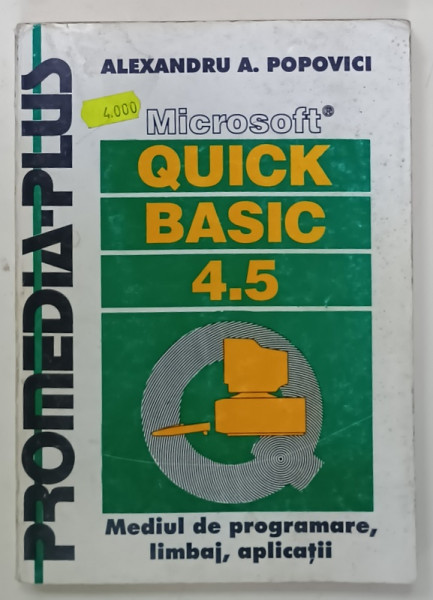 ALEXANDRU A. POPOVICI
4.000
Microsoft®
QUICK
BASIC
4.5
Mediul de programare,
limbaj, aplicații
PROMEDIA-PLUS